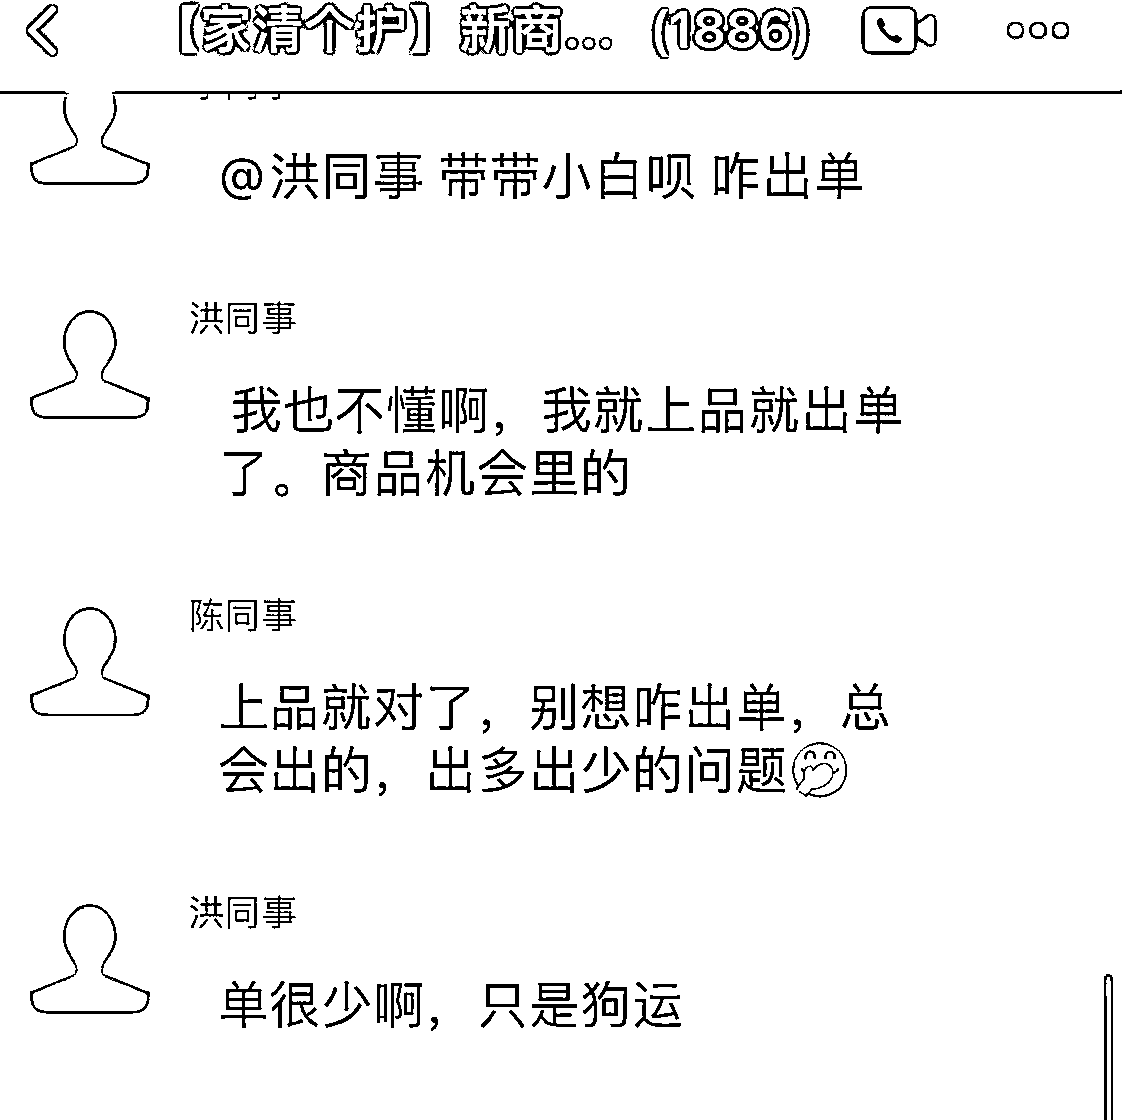 【家清个护】新商... (1886)
@洪同事 带带小白呗 咋出单
洪同事
我也不懂啊，我就上品就出单
了。商品机会里的
陈同事
上品就对了，别想咋出单，总
会出的，出多出少的问题🤭
洪同事
单很少啊，只是狗运